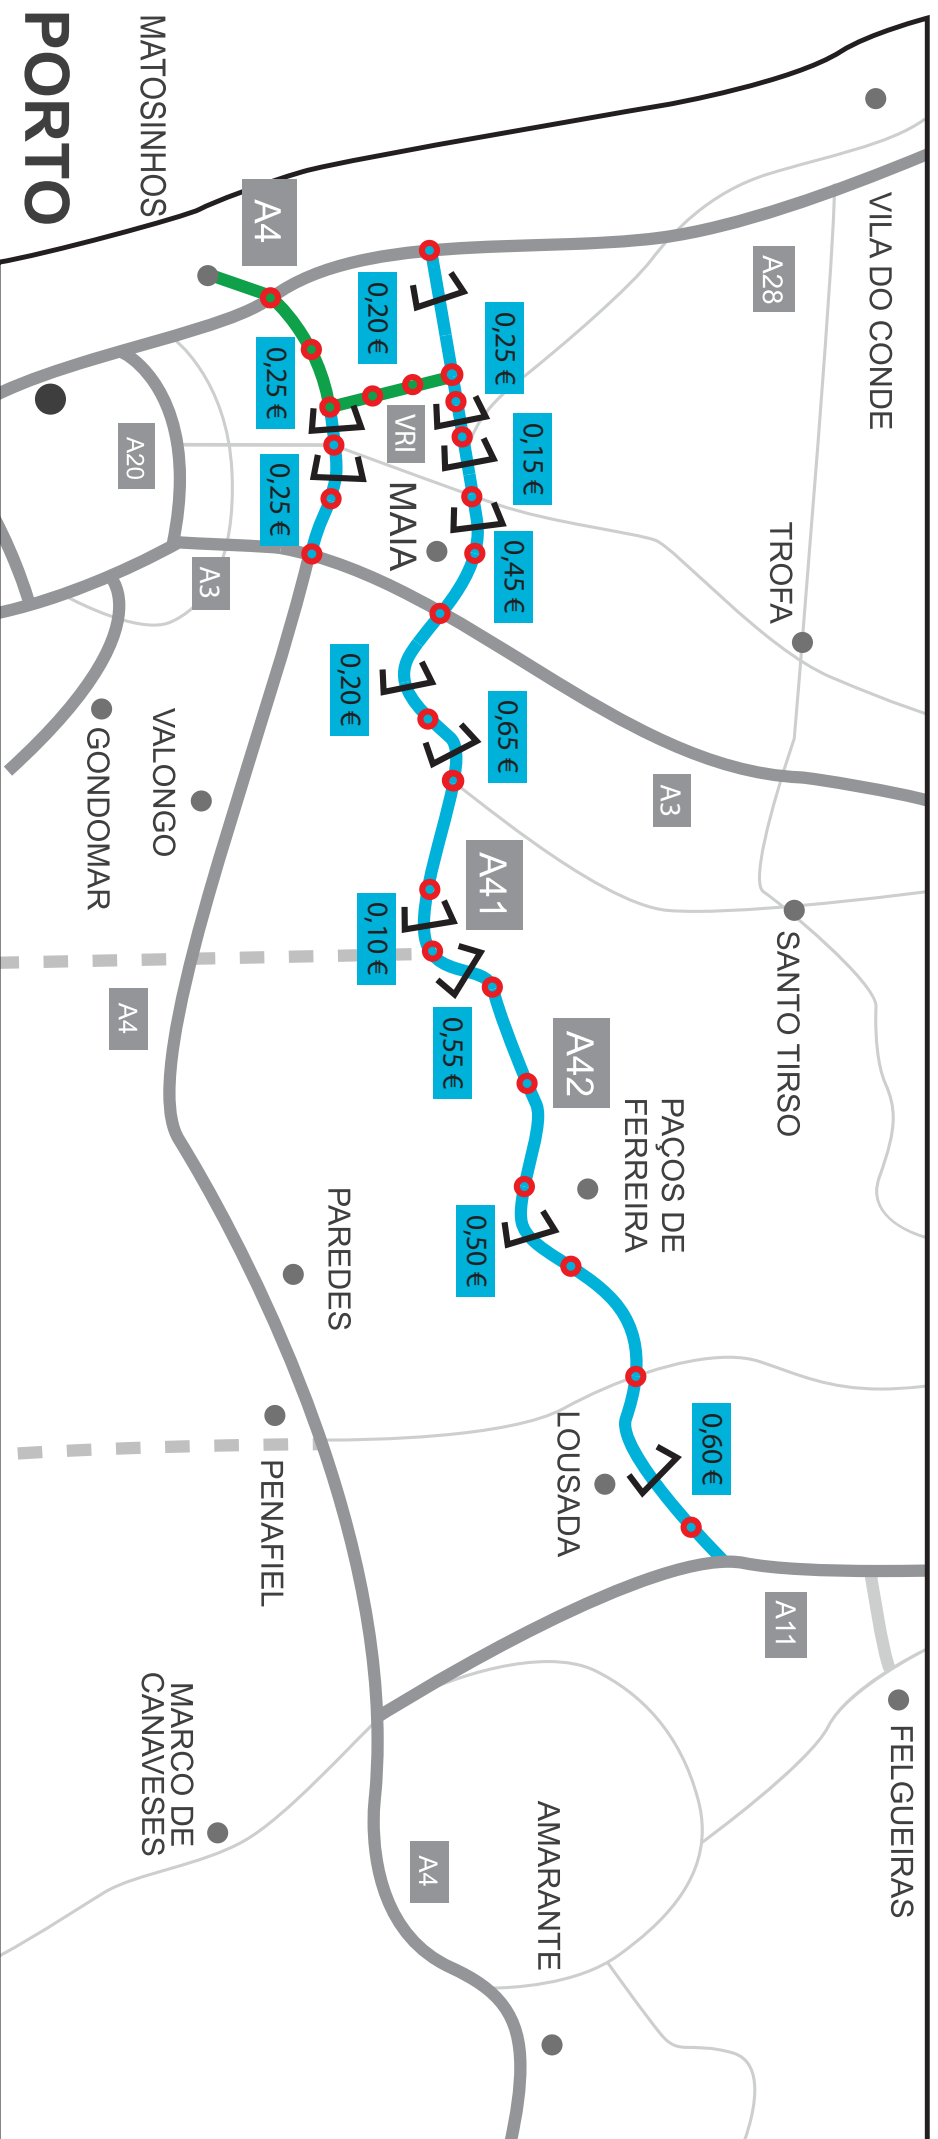 VILA DO CONDE
A28
TROFA
A3
SANTO TIRSO
PAÇOS DE
FERREIRA
A42
0,60 €
LOUSADA
A11
FELGUEIRAS
AMARANTE
0,25 €
0,15 €
0,45 €
0,65 €
A41
0,55 €
0,50 €
0,20 €
VRI
MAIA
0,20 €
0,10 €
PAREDES
PENAFIEL
A4
MATOSINHOS
A4
0,25 €
0,25 €
A3
A20
VALONGO
GONDOMAR
A4
MARCO DE
CANAVESES
PORTO